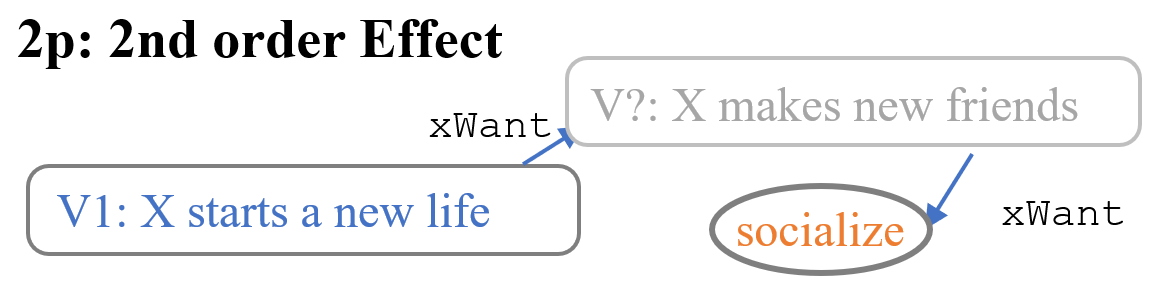 2p: 2nd order Effect
V?: X makes new friends
xWant
V1: X starts a new life
socialize
xWant